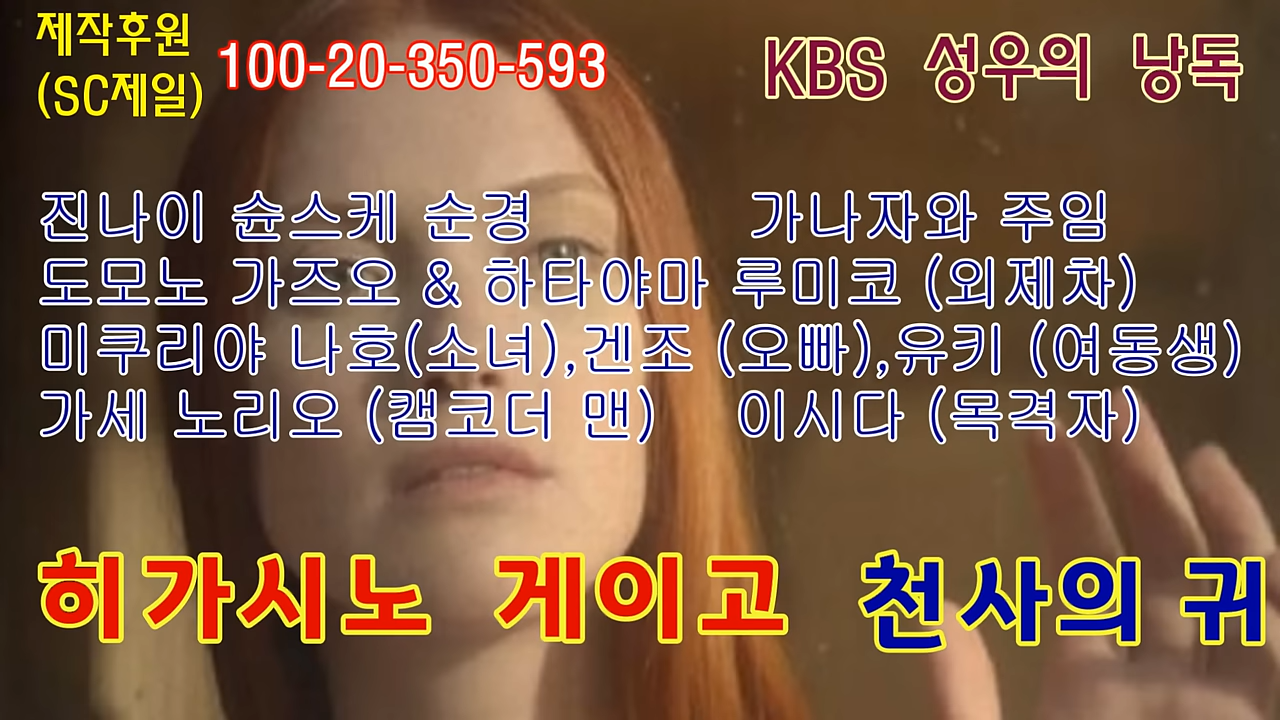 제작후원
(SC제일) 100-20-350-593
KBS 성우의 낭독
진나이 슌스케 순경 가나자와 주임
도모노 가즈오 & 하타야마 루미코 (외제차)
미쿠리야 나호(소녀),겐조 (오빠),유키 (여동생)
가세 노리오 (캠코더 맨) 이시다 (목격자)
히가시노 게이고 천사의 귀